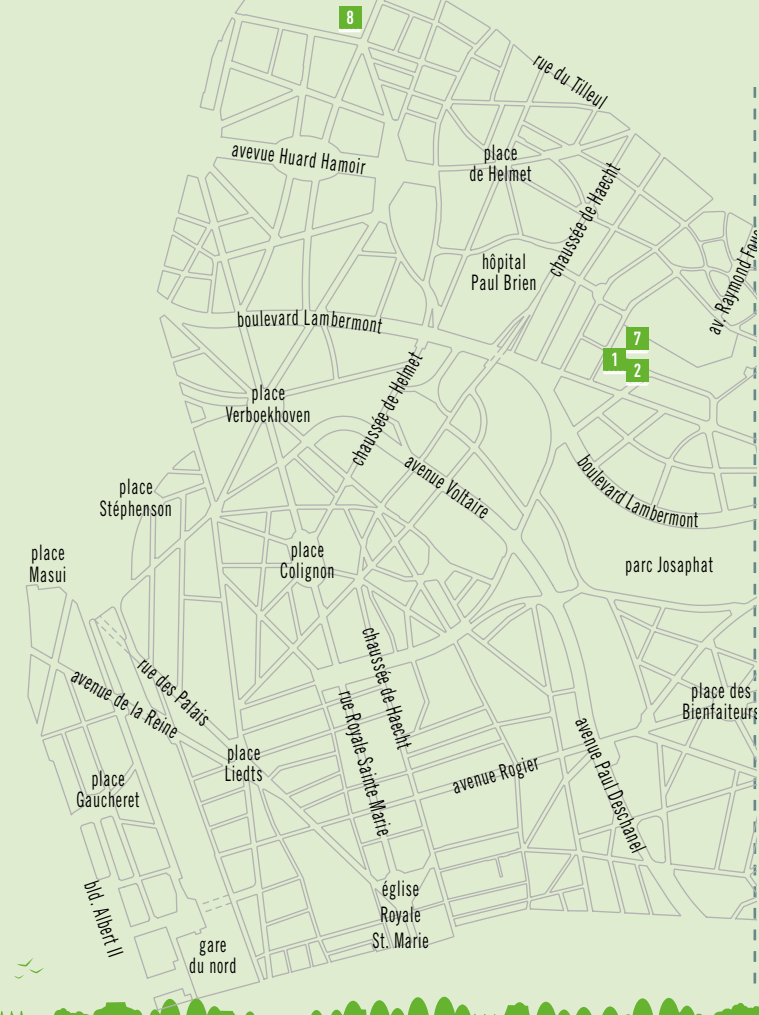 8
rue du Tilleul
avevue Huard Hamoir
place
de Helmet
chaussée de Haecht
hôpital
Paul Brien
av. Raymond
boulevard Lambermont
7
1
2
chaussée de Helmet
place
Verboekhoven
avenue Voltaire
boulevard Lambermont
place
Stéphenson
place
Masui
place
Colignon
parc Josaphat
chaussée de Haecht
rue des Palais
avenue de la Reine
rue Royale Sainte Marie
place des
Bienfaiteurs
avenue Paul Deschanel
place
Liedts
avenue Rogier
place
Gaucheret
bld. Albert II
église
Royale
St. Marie
gare
du nord